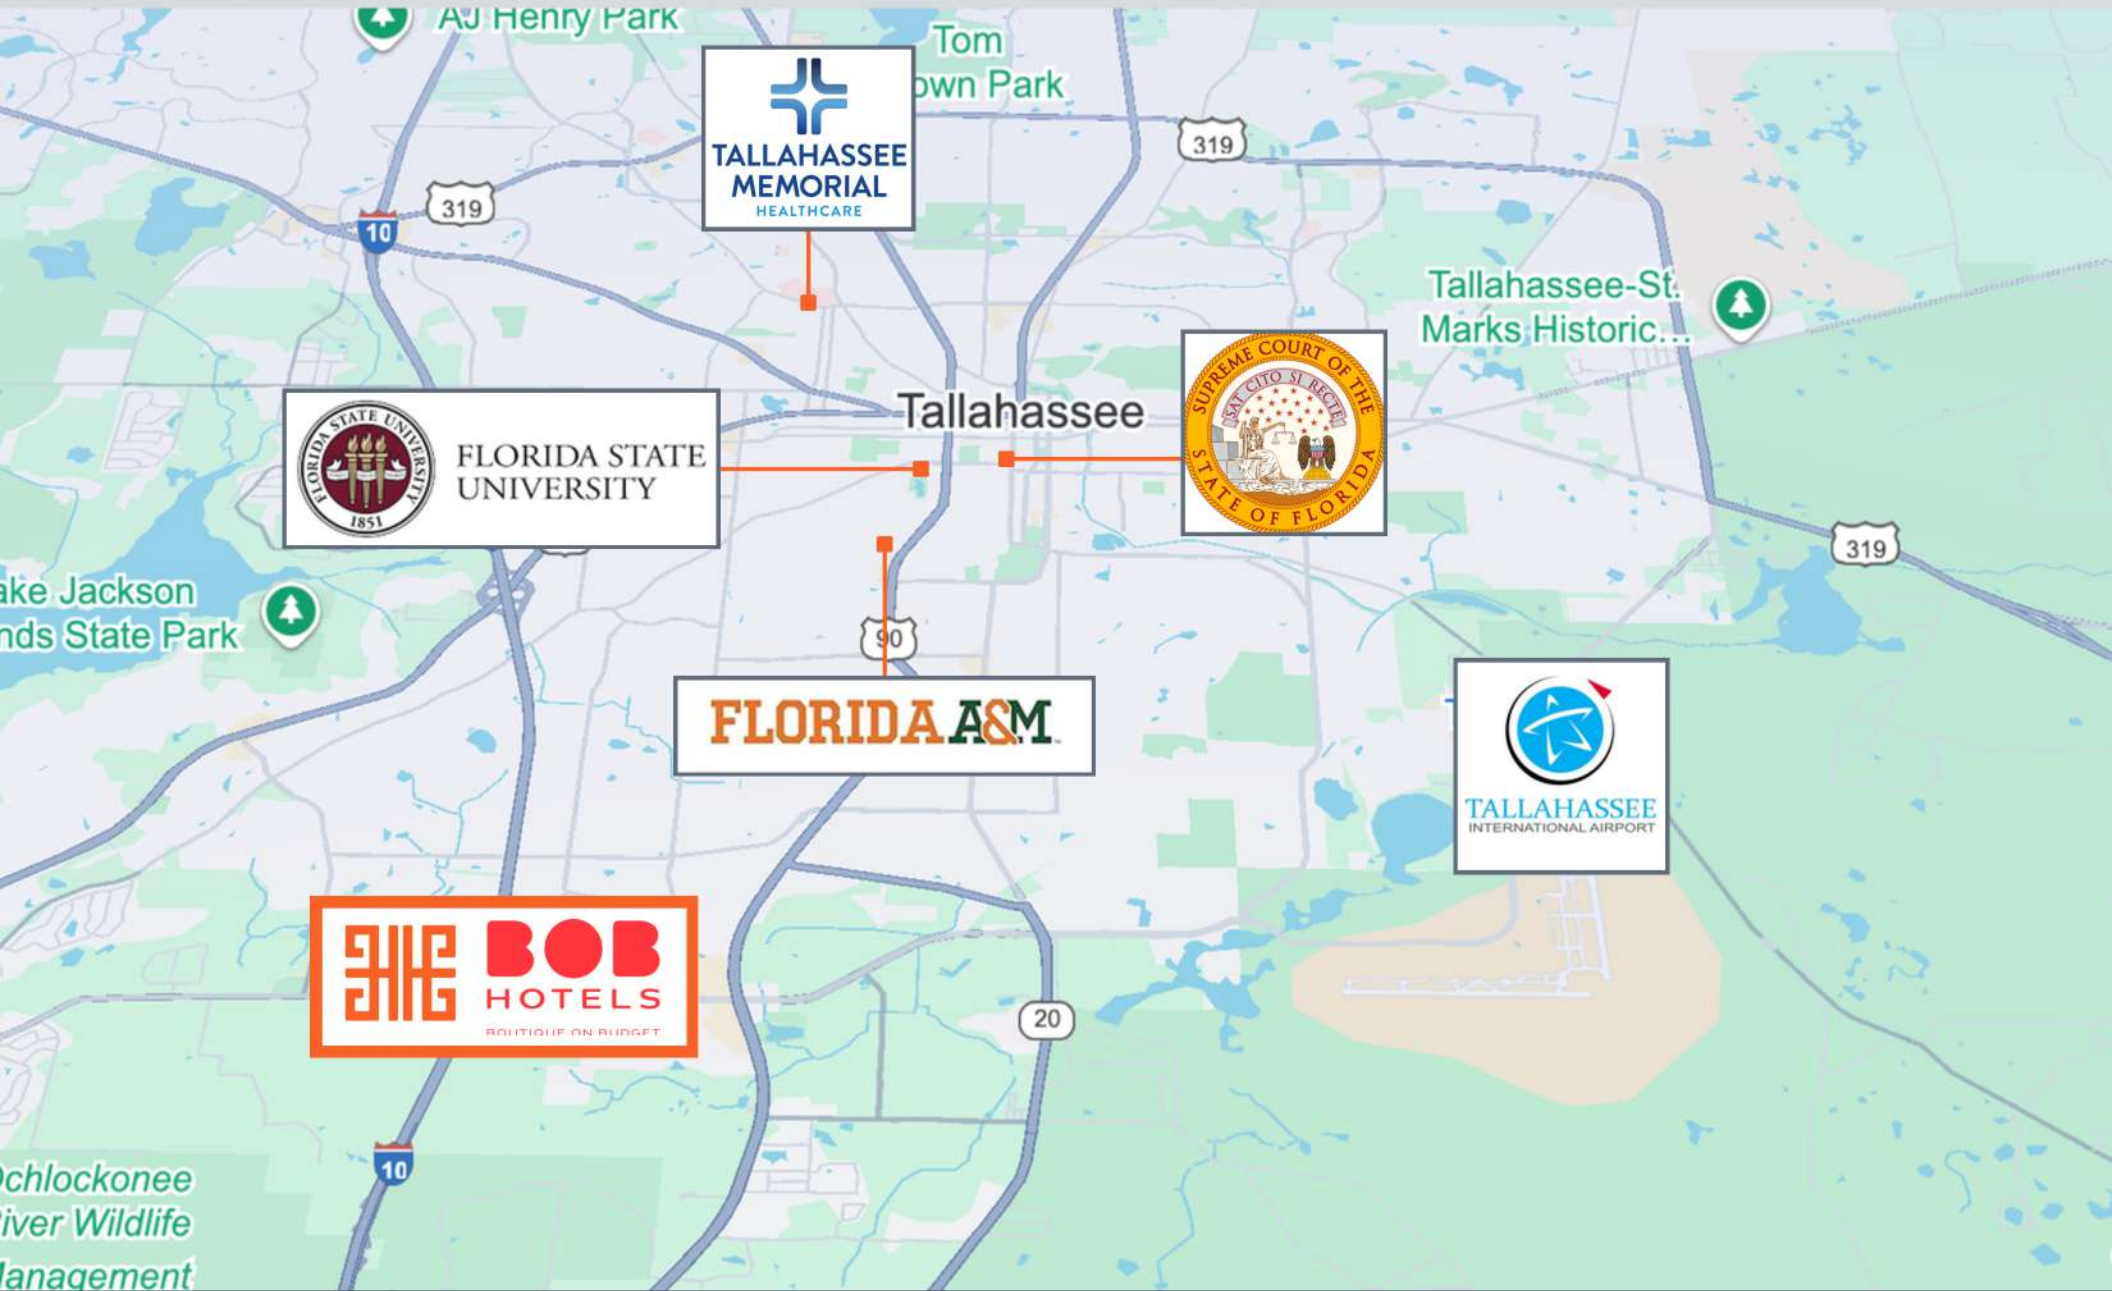 AJ Henry Park
Tom
own Park
TALLAHASSEE
MEMORIAL
HEALTHCARE
319
319
10
Tallahassee-St.
Marks Historic...
SUPREME COURT OF THE
STATE OF FLORIDA
SAT CITO SI RECTE
Tallahassee
FLORIDA STATE UNIVERSITY
1851
FLORIDA STATE
UNIVERSITY
319
ake Jackson
nds State Park
90
FLORIDA A&M
TALLAHASSEE
INTERNATIONAL AIRPORT
BOB
HOTELS
BOUTIQUE ON BUDGET
20
10
Ochlockonee
River Wildlife
Management